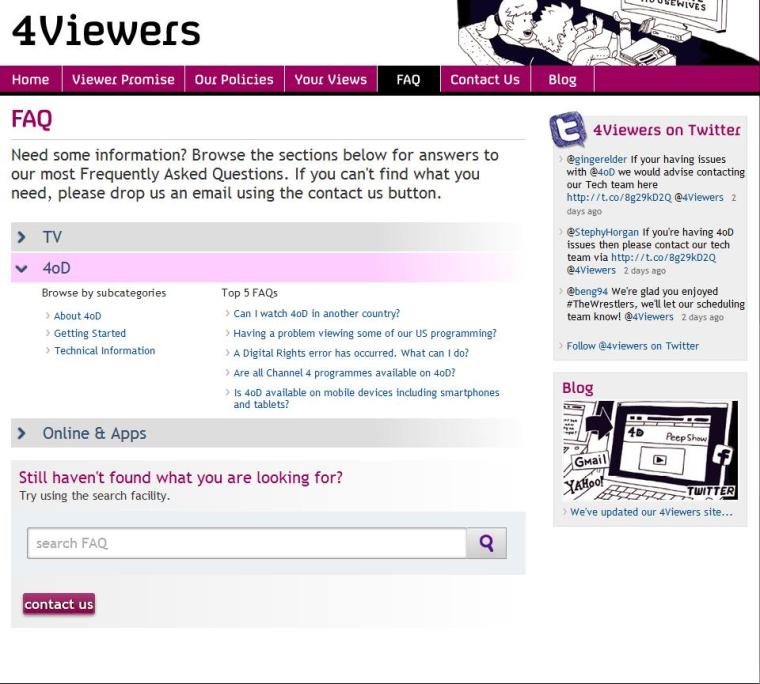 4Viewers
HOUSEWIVES
Home Viewer Promise Our Policies Your Views FAQ Contact Us Blog
FAQ
Need some information? Browse the sections below for answers to
our most Frequently Asked Questions. If you can't find what you
need, please drop us an email using the contact us button.
TV
4oD
Browse by subcategories
About 4oD
Getting Started
Technical Information
Top 5 FAQs
Can I watch 4oD in another country?
Having a problem viewing some of our US programming?
A Digital Rights error has occurred. What can I do?
Are all Channel 4 programmes available on 4oD?
Is 4oD available on mobile devices including smartphones
and tablets?
Online & Apps
Still haven't found what you are looking for?
Try using the search facility.
search FAQ
contact us
4Viewers on Twitter
@gingerelder If your having issues
with @4oD we would advise contacting
our Tech team here
http://t.co/8g29kD2Q @4Viewers 2
days ago
@StephyHorgan If you're having 4oD
issues then please contact our tech
team via http://t.co/8g29kD2Q
@4Viewers 2 days ago
@beng94 We're glad you enjoyed
#TheWrestlers, we'll let our scheduling
team know! @4Viewers 2 days ago
Follow @4viewers on Twitter
Blog
4D Peep Show
Gmail
YAHOO!
TWITTER
We've updated our 4Viewers site...